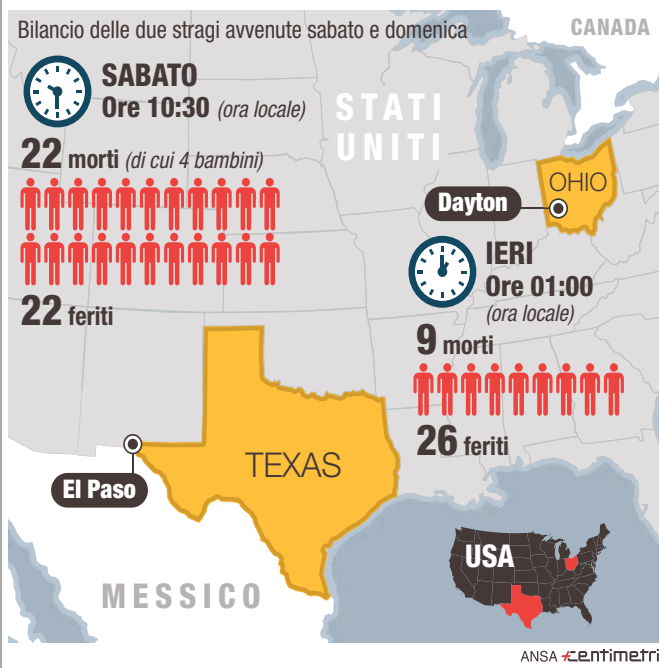 Bilancio delle due stragi avvenute sabato e domenica
CANADA
SABATO
Ore 10:30 (ora locale)
STATI
UNITI
22 morti (di cui 4 bambini)
OHIO
Dayton
IERI
Ore 01:00
(ora locale)
22 feriti
9 morti
26 feriti
TEXAS
El Paso
USA
MESSICO
ANSA centimetri